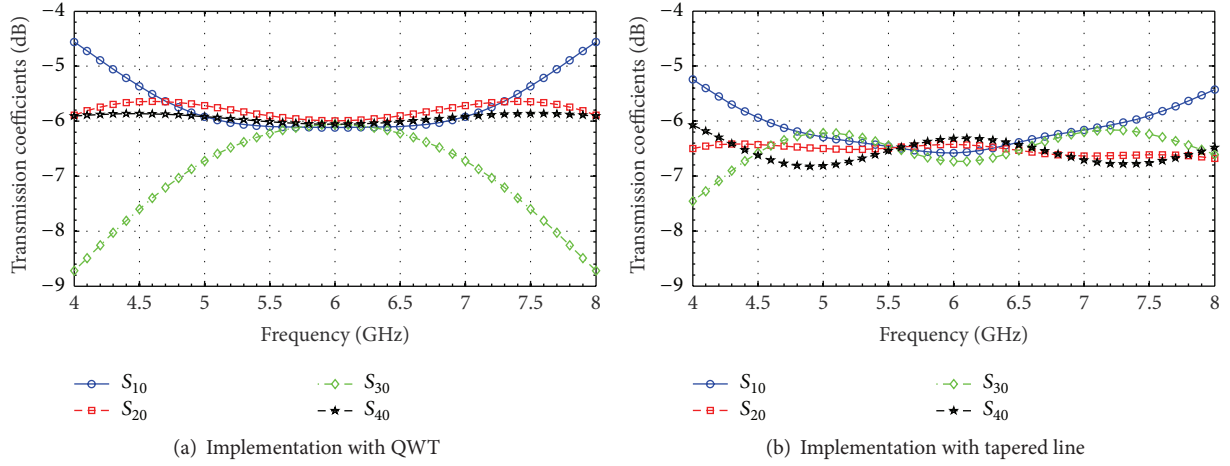 −4
−5
−6
−7
−8
−9
Transmission coefficients (dB)
4 4.5 5 5.5 6 6.5 7 7.5 8
Frequency (GHz)
S10
S20
S30
S40
(a) Implementation with QWT
−4
−5
−6
−7
−8
−9
Transmission coefficients (dB)
4 4.5 5 5.5 6 6.5 7 7.5 8
Frequency (GHz)
S10
S20
S30
S40
(b) Implementation with tapered line